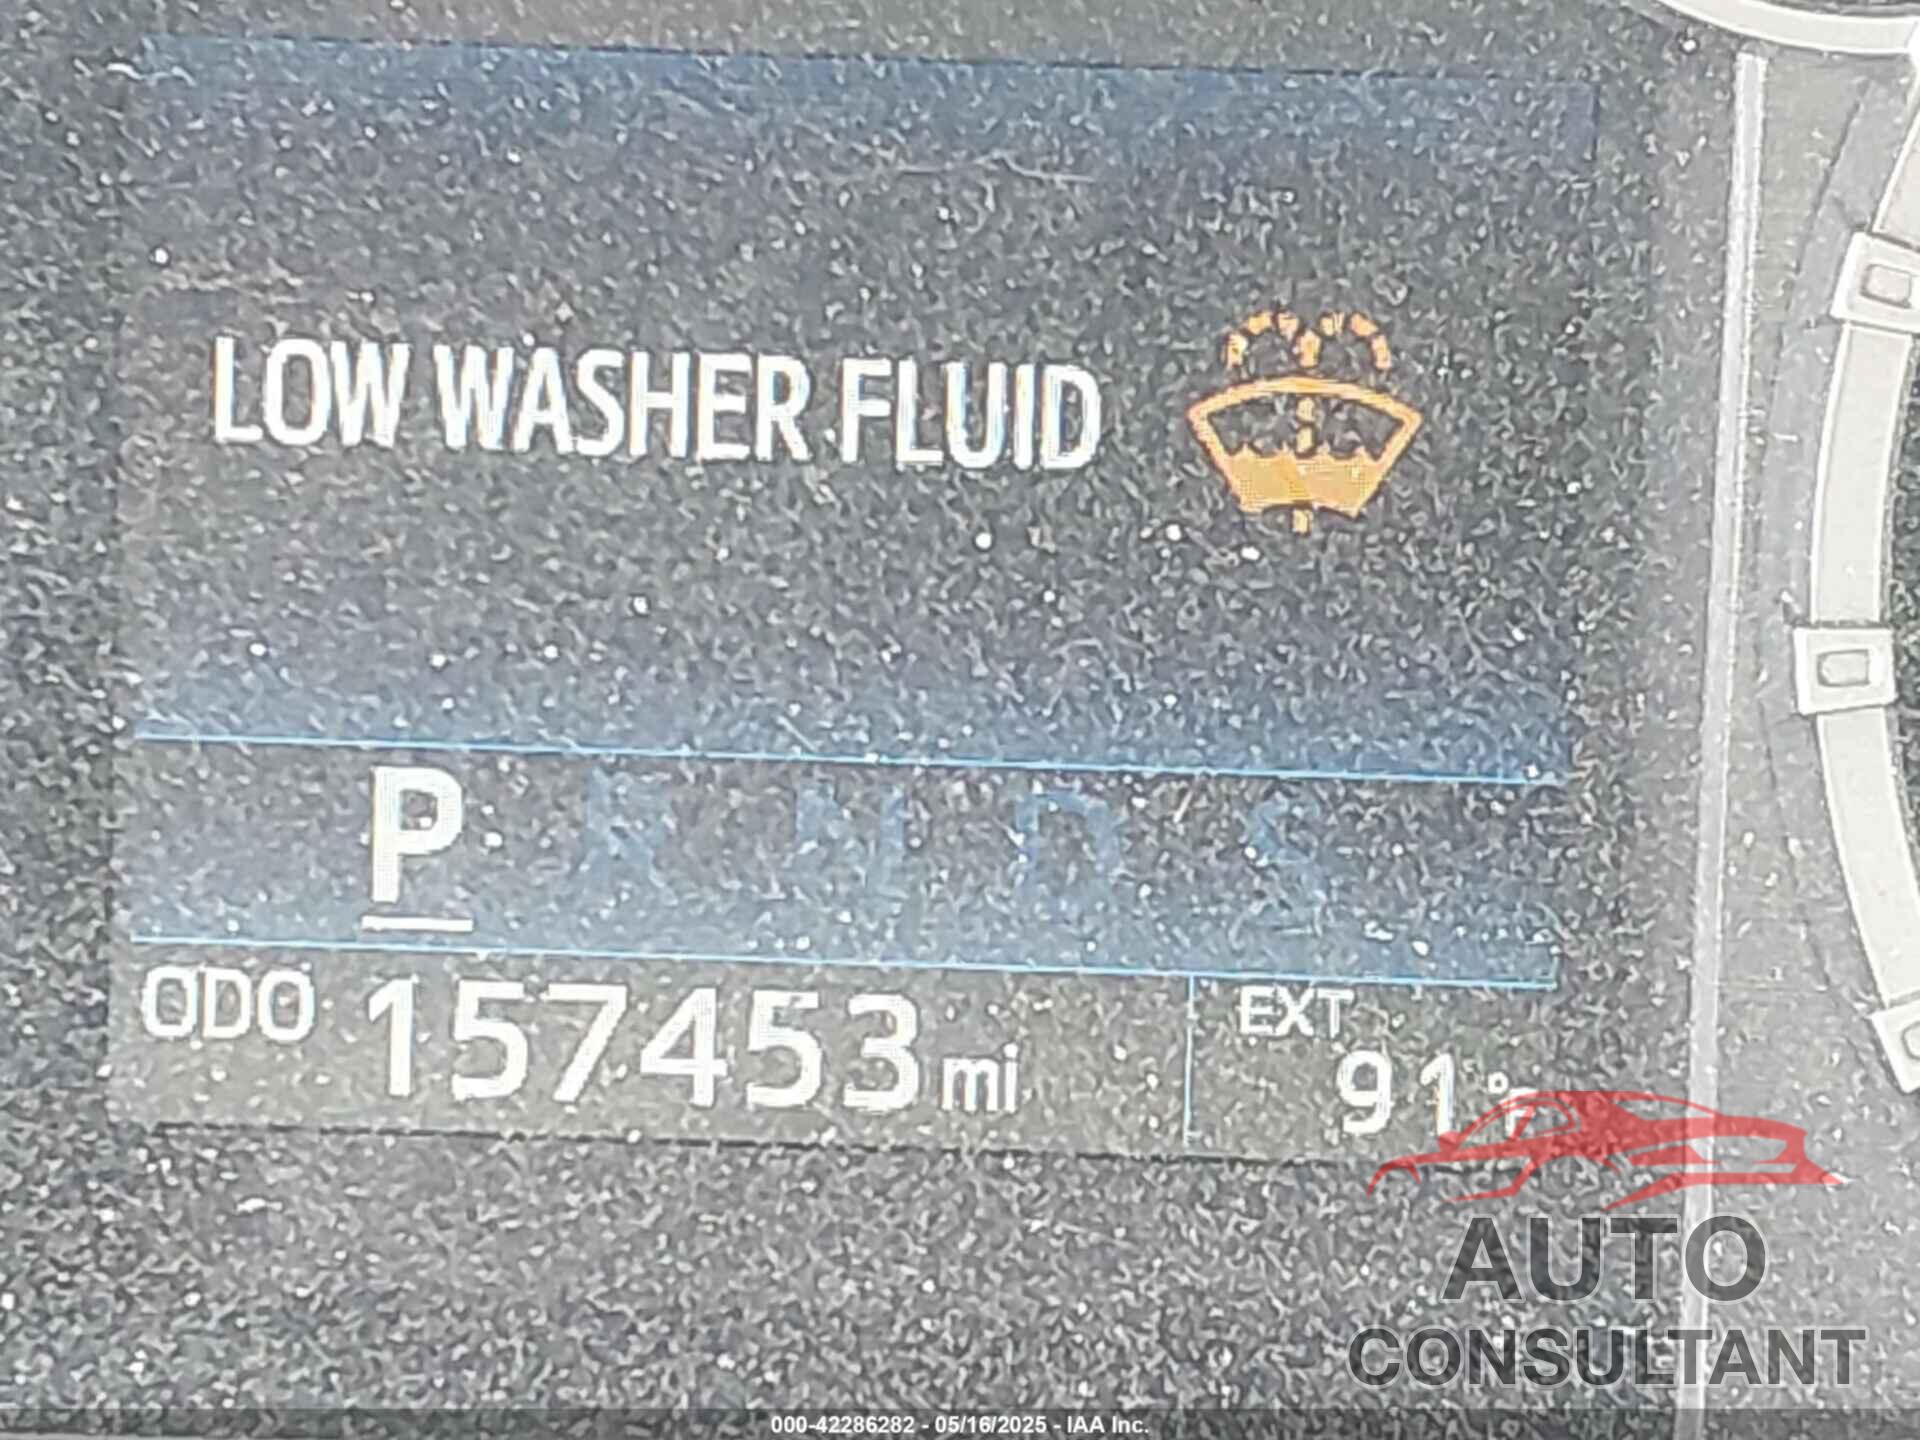 LOW WASHER FLUID
P R N D S
ODO 157453 mi EXT 91°F
AUTO
CONSULTANT
000-42286282 - 05/16/2025 - IAA Inc.